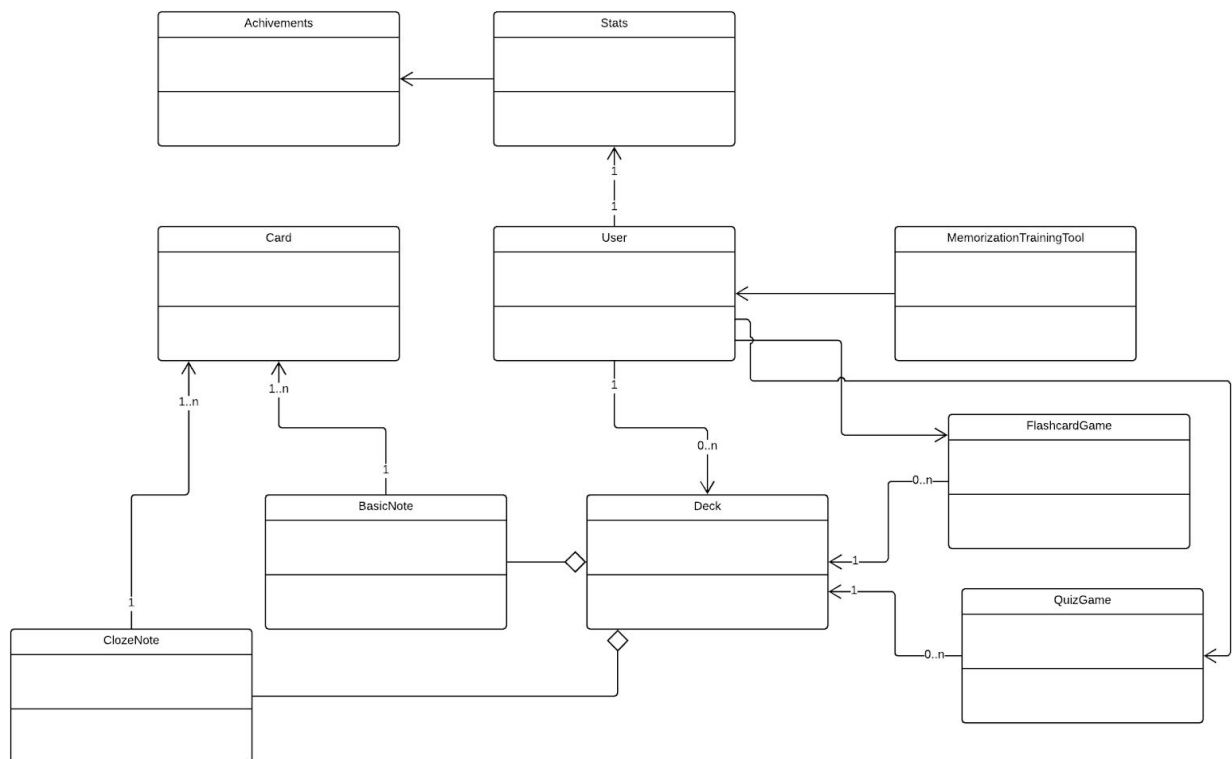 Achivements
Stats
1
1
Card
User
MemorizationTrainingTool
1..n
1..n
1
FlashcardGame
0..n
1
0..n
BasicNote
Deck
1
1
QuizGame
1
ClozeNote
0..n